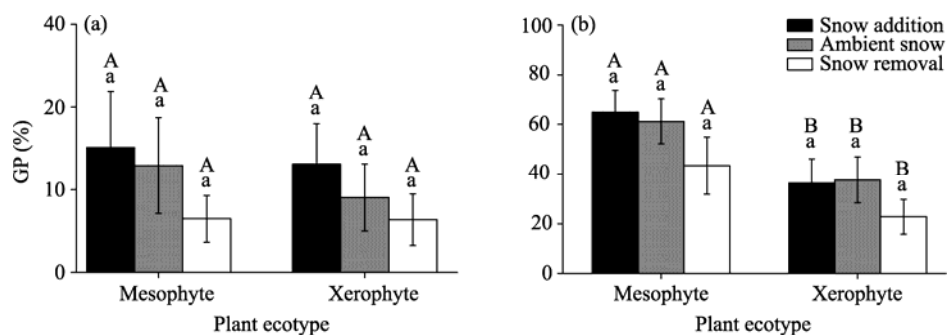 (a)
40
20
10
0
GP (%)
A
a
A
a
A
a
A
a
A
a
A
a
Mesophyte Xerophyte
Plant ecotype
(b)
100
80
60
40
20
0
Snow addition
Ambient snow
Snow removal
A
a
A
a
A
a
B
a
B
a
B
a
Mesophyte Xerophyte
Plant ecotype